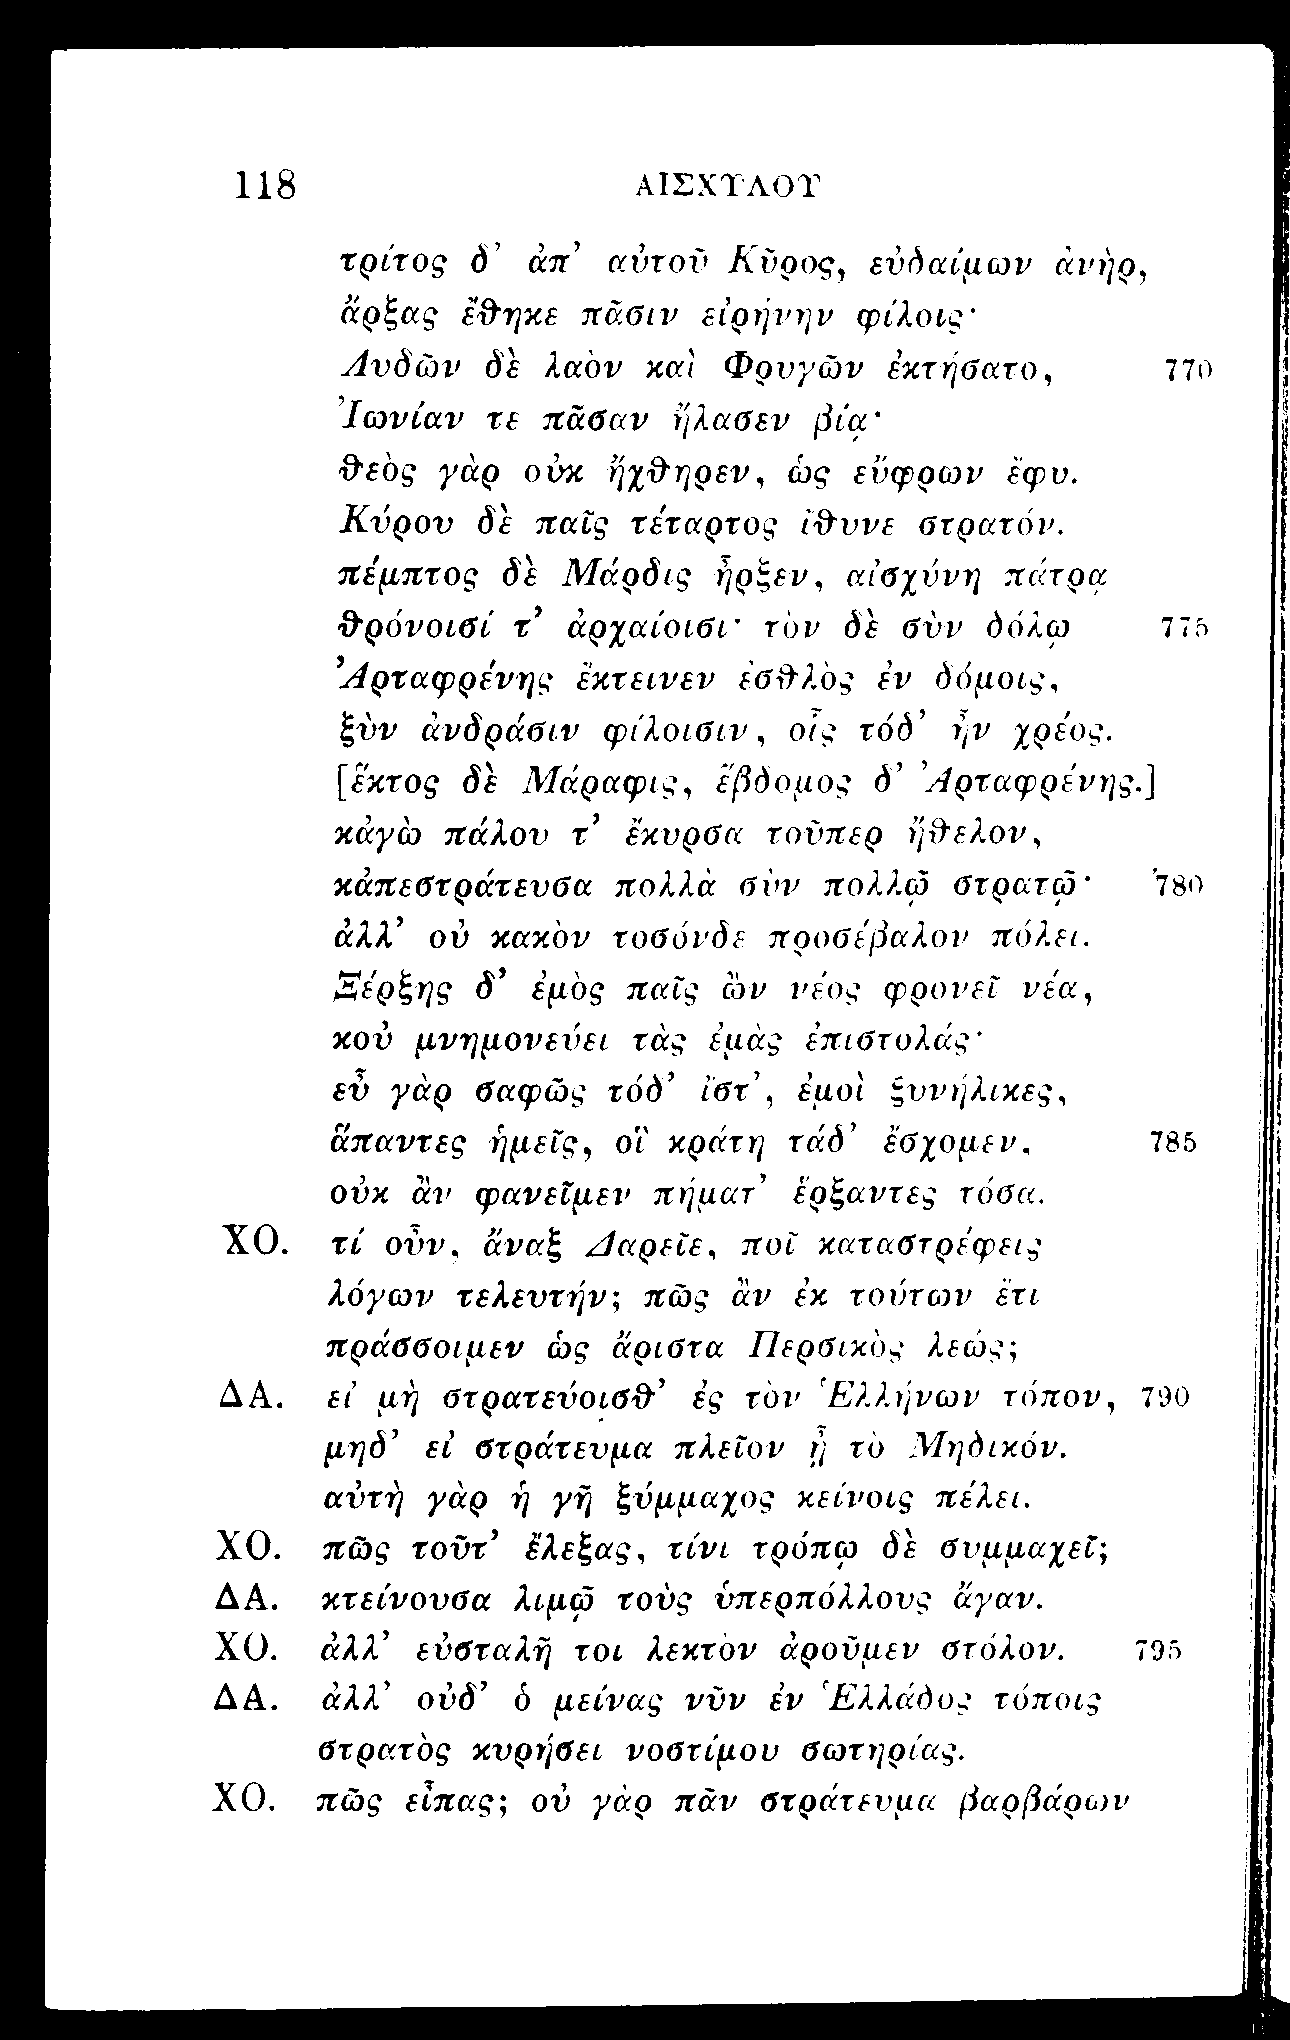 118 ΑΙΣΧΥΛΟΥ
τρίτος δ’ ἀπ’ αὐτοῦ Κῦρος, εὐδαίμων ἀνὴρ,
ἄρξας ἔθηκε πᾶσιν εἰρήνην φίλοις·
Λυδῶν δὲ λαὸν καὶ Φρυγῶν ἐκτήσατο, 770
Ἰωνίαν τε πᾶσαν ἤλασεν βίᾳ·
θεὸς γὰρ οὐκ ἤχθηρεν, ὡς εὔφρων ἔφυ.
Κύρου δὲ παῖς τέταρτος ἴθυνε στρατόν.
πέμπτος δὲ Μάρδις ἦρξεν, αἰσχύνη πάτρᾳ
θρόνοισί τ’ ἀρχαίοισι· τὸν δὲ σὺν δόλῳ 775
Ἀρταφρένης ἔκτεινεν ἐσθλὸς ἐν δόμοις,
ξὺν ἀνδράσιν φίλοισιν, οἷς τόδ’ ἦν χρέος.
[ἕκτος δὲ Μάραφις, ἕβδομος δ’ Ἀρταφρένης.]
κἀγὼ πάλου τ’ ἔκυρσα τοῦπερ ἤθελον,
κἀπεστράτευσα πολλὰ σὺν πολλῷ στρατῷ· 780
ἀλλ’ οὐ κακὸν τοσόνδε προσέβαλον πόλει.
Ξέρξης δ’ ἐμὸς παῖς ὢν νέος φρονεῖ νέα,
κοὐ μνημονεύει τὰς ἐμὰς ἐπιστολάς·
εὖ γὰρ σαφῶς τόδ’ ἴστ’, ἐμοὶ ξυνήλικες,
ἅπαντες ἡμεῖς, οἳ κράτη τάδ’ ἔσχομεν, 785
οὐκ ἂν φανεῖμεν πήματ’ ἔρξαντες τόσα.
ΧΟ. τί οὖν, ἄναξ Δαρεῖε, ποῖ καταστρέφεις
λόγων τελευτήν; πῶς ἂν ἐκ τούτων ἔτι
πράσσοιμεν ὡς ἄριστα Περσικὸς λεώς;
ΔΑ. εἰ μὴ στρατεύοισθ’ ἐς τὸν Ἑλλήνων τόπον, 790
μηδ’ εἰ στράτευμα πλεῖον ᾖ τὸ Μηδικόν.
αὐτὴ γὰρ ἡ γῆ ξύμμαχος κείνοις πέλει.
ΧΟ. πῶς τοῦτ’ ἔλεξας, τίνι τρόπῳ δὲ συμμαχεῖ;
ΔΑ. κτείνουσα λιμῷ τοὺς ὑπερπόλλους ἄγαν.
ΧΟ. ἀλλ’ εὐσταλῆ τοι λεκτὸν ἀροῦμεν στόλον. 795
ΔΑ. ἀλλ’ οὐδ’ ὁ μείνας νῦν ἐν Ἑλλάδος τόποις
στρατὸς κυρήσει νοστίμου σωτηρίας.
ΧΟ. πῶς εἶπας; οὐ γὰρ πᾶν στράτευμα βαρβάρων